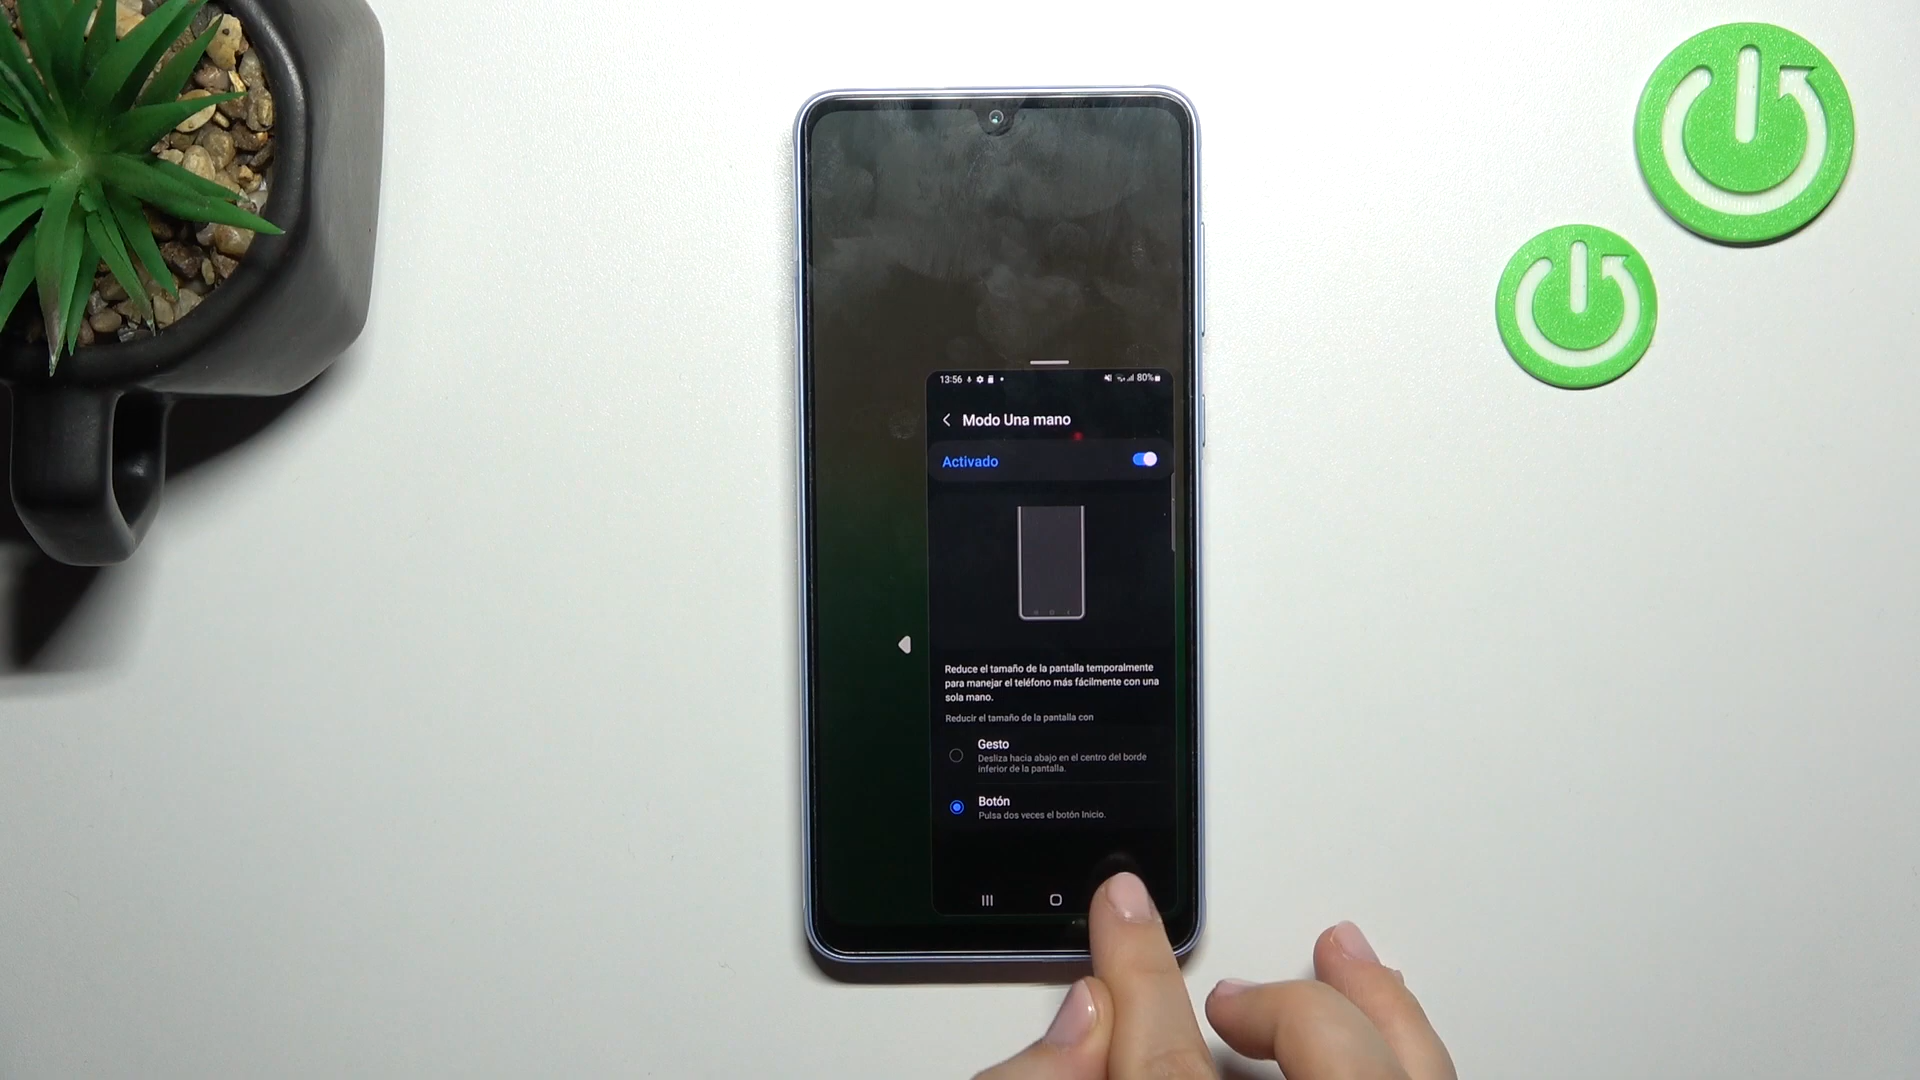 13:56
80%
Modo Una mano
Activado
Reduce el tamaño de la pantalla temporalmente
para manejar el teléfono más fácilmente con una
sola mano.
Reducir el tamaño de la pantalla con
Gesto
Desliza hacia abajo en el centro del borde
inferior de la pantalla.
Botón
Pulsa dos veces el botón Inicio.